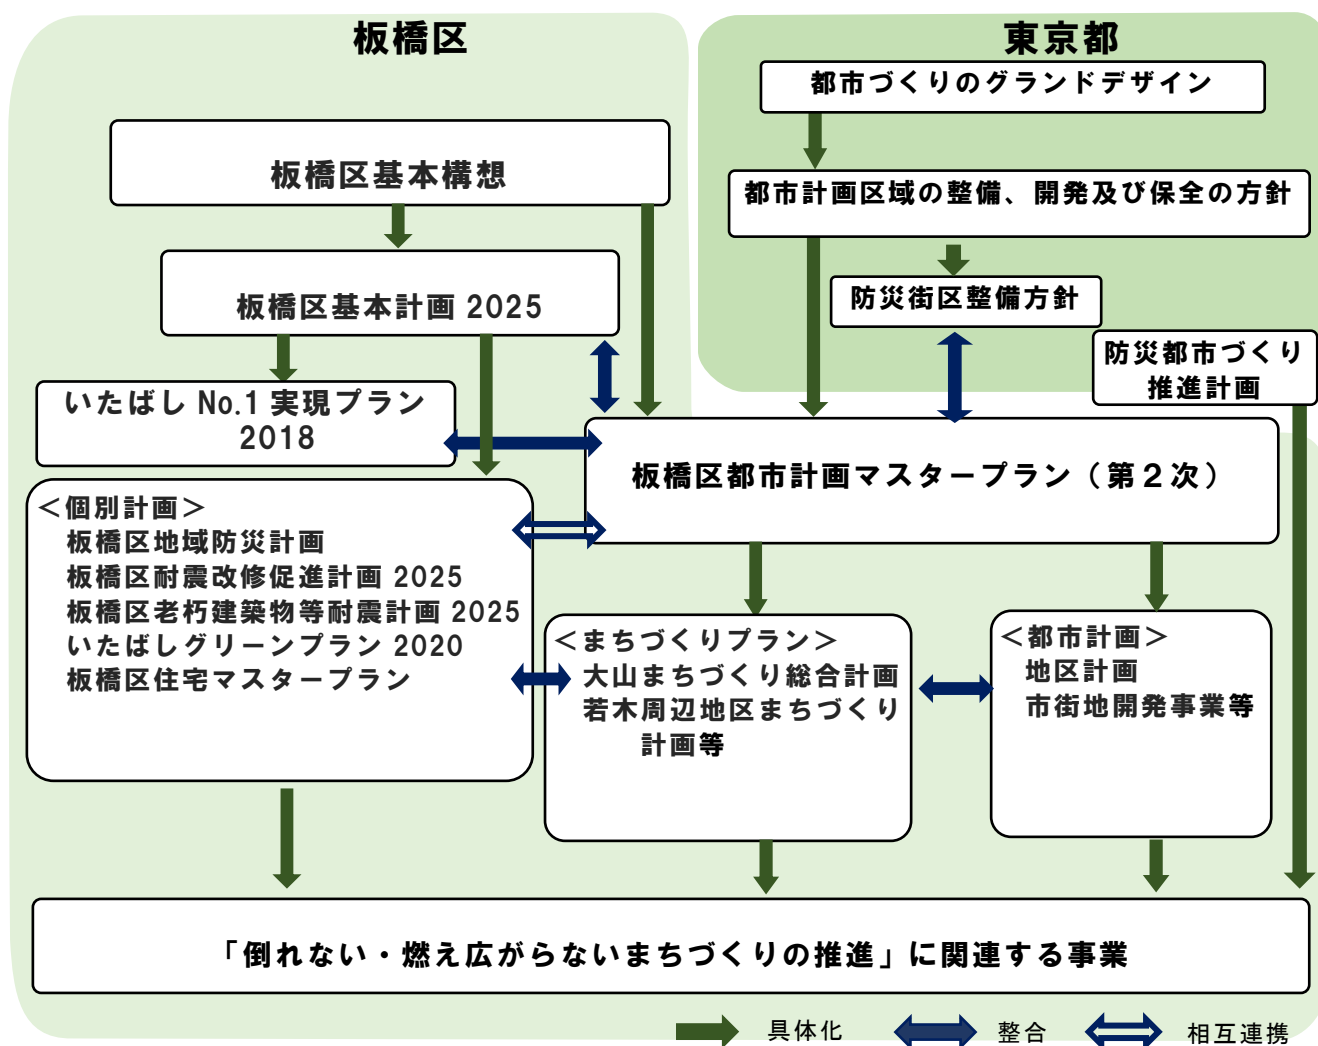 板橋区
東京都
都市づくりのグランドデザイン
板橋区基本構想
都市計画区域の整備、開発及び保全の方針
板橋区基本計画 2025
防災街区整備方針
防災都市づくり
推進計画
いたばし No.1 実現プラン
2018
板橋区都市計画マスタープラン（第２次）
＜個別計画＞
板橋区地域防災計画
板橋区耐震改修促進計画 2025
板橋区老朽建築物等耐震計画 2025
いたばしグリーンプラン 2020
板橋区住宅マスタープラン
＜まちづくりプラン＞
大山まちづくり総合計画
若木周辺地区まちづくり
計画等
＜都市計画＞
地区計画
市街地開発事業等
「倒れない・燃え広がらないまちづくりの推進」に関連する事業
具体化
整合
相互連携